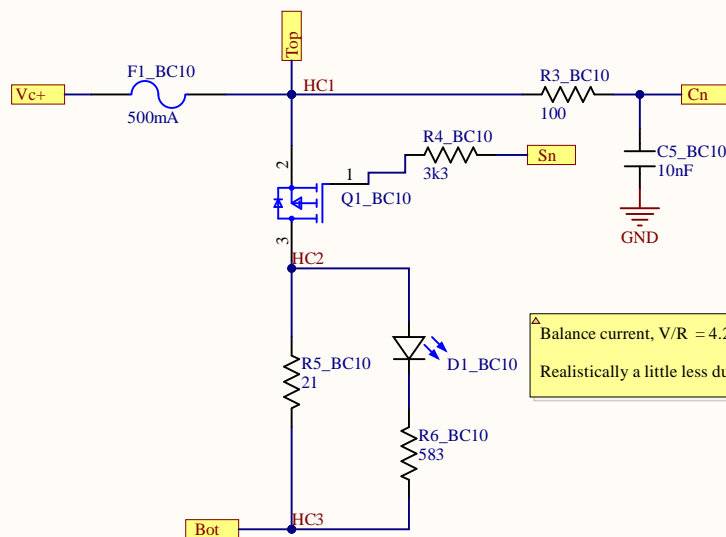 Top
F1_BC10
Vc+
500mA
HC1
R3_BC10
100
Cn
C5_BC10
10nF
GND
R4_BC10
3k3
Sn
2
1
Q1_BC10
3
HC2
R5_BC10
21
D1_BC10
R6_BC10
583
Balance current, V/R = 4.2
Realistically a little less du
HC3
Bot